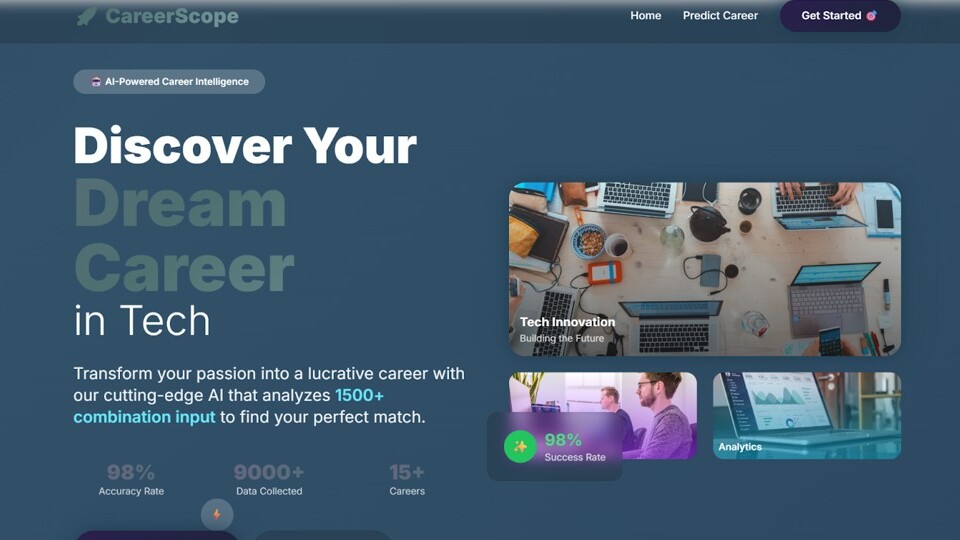 CareerScope
Home
Predict Career
Get Started
AI-Powered Career Intelligence
Discover Your
Dream
Career
in Tech
Transform your passion into a lucrative career with
our cutting-edge AI that analyzes 1500+
combination input to find your perfect match.
98%
Accuracy Rate
9000+
Data Collected
15+
Careers
Tech Innovation
Building the Future
98%
Success Rate
Analytics